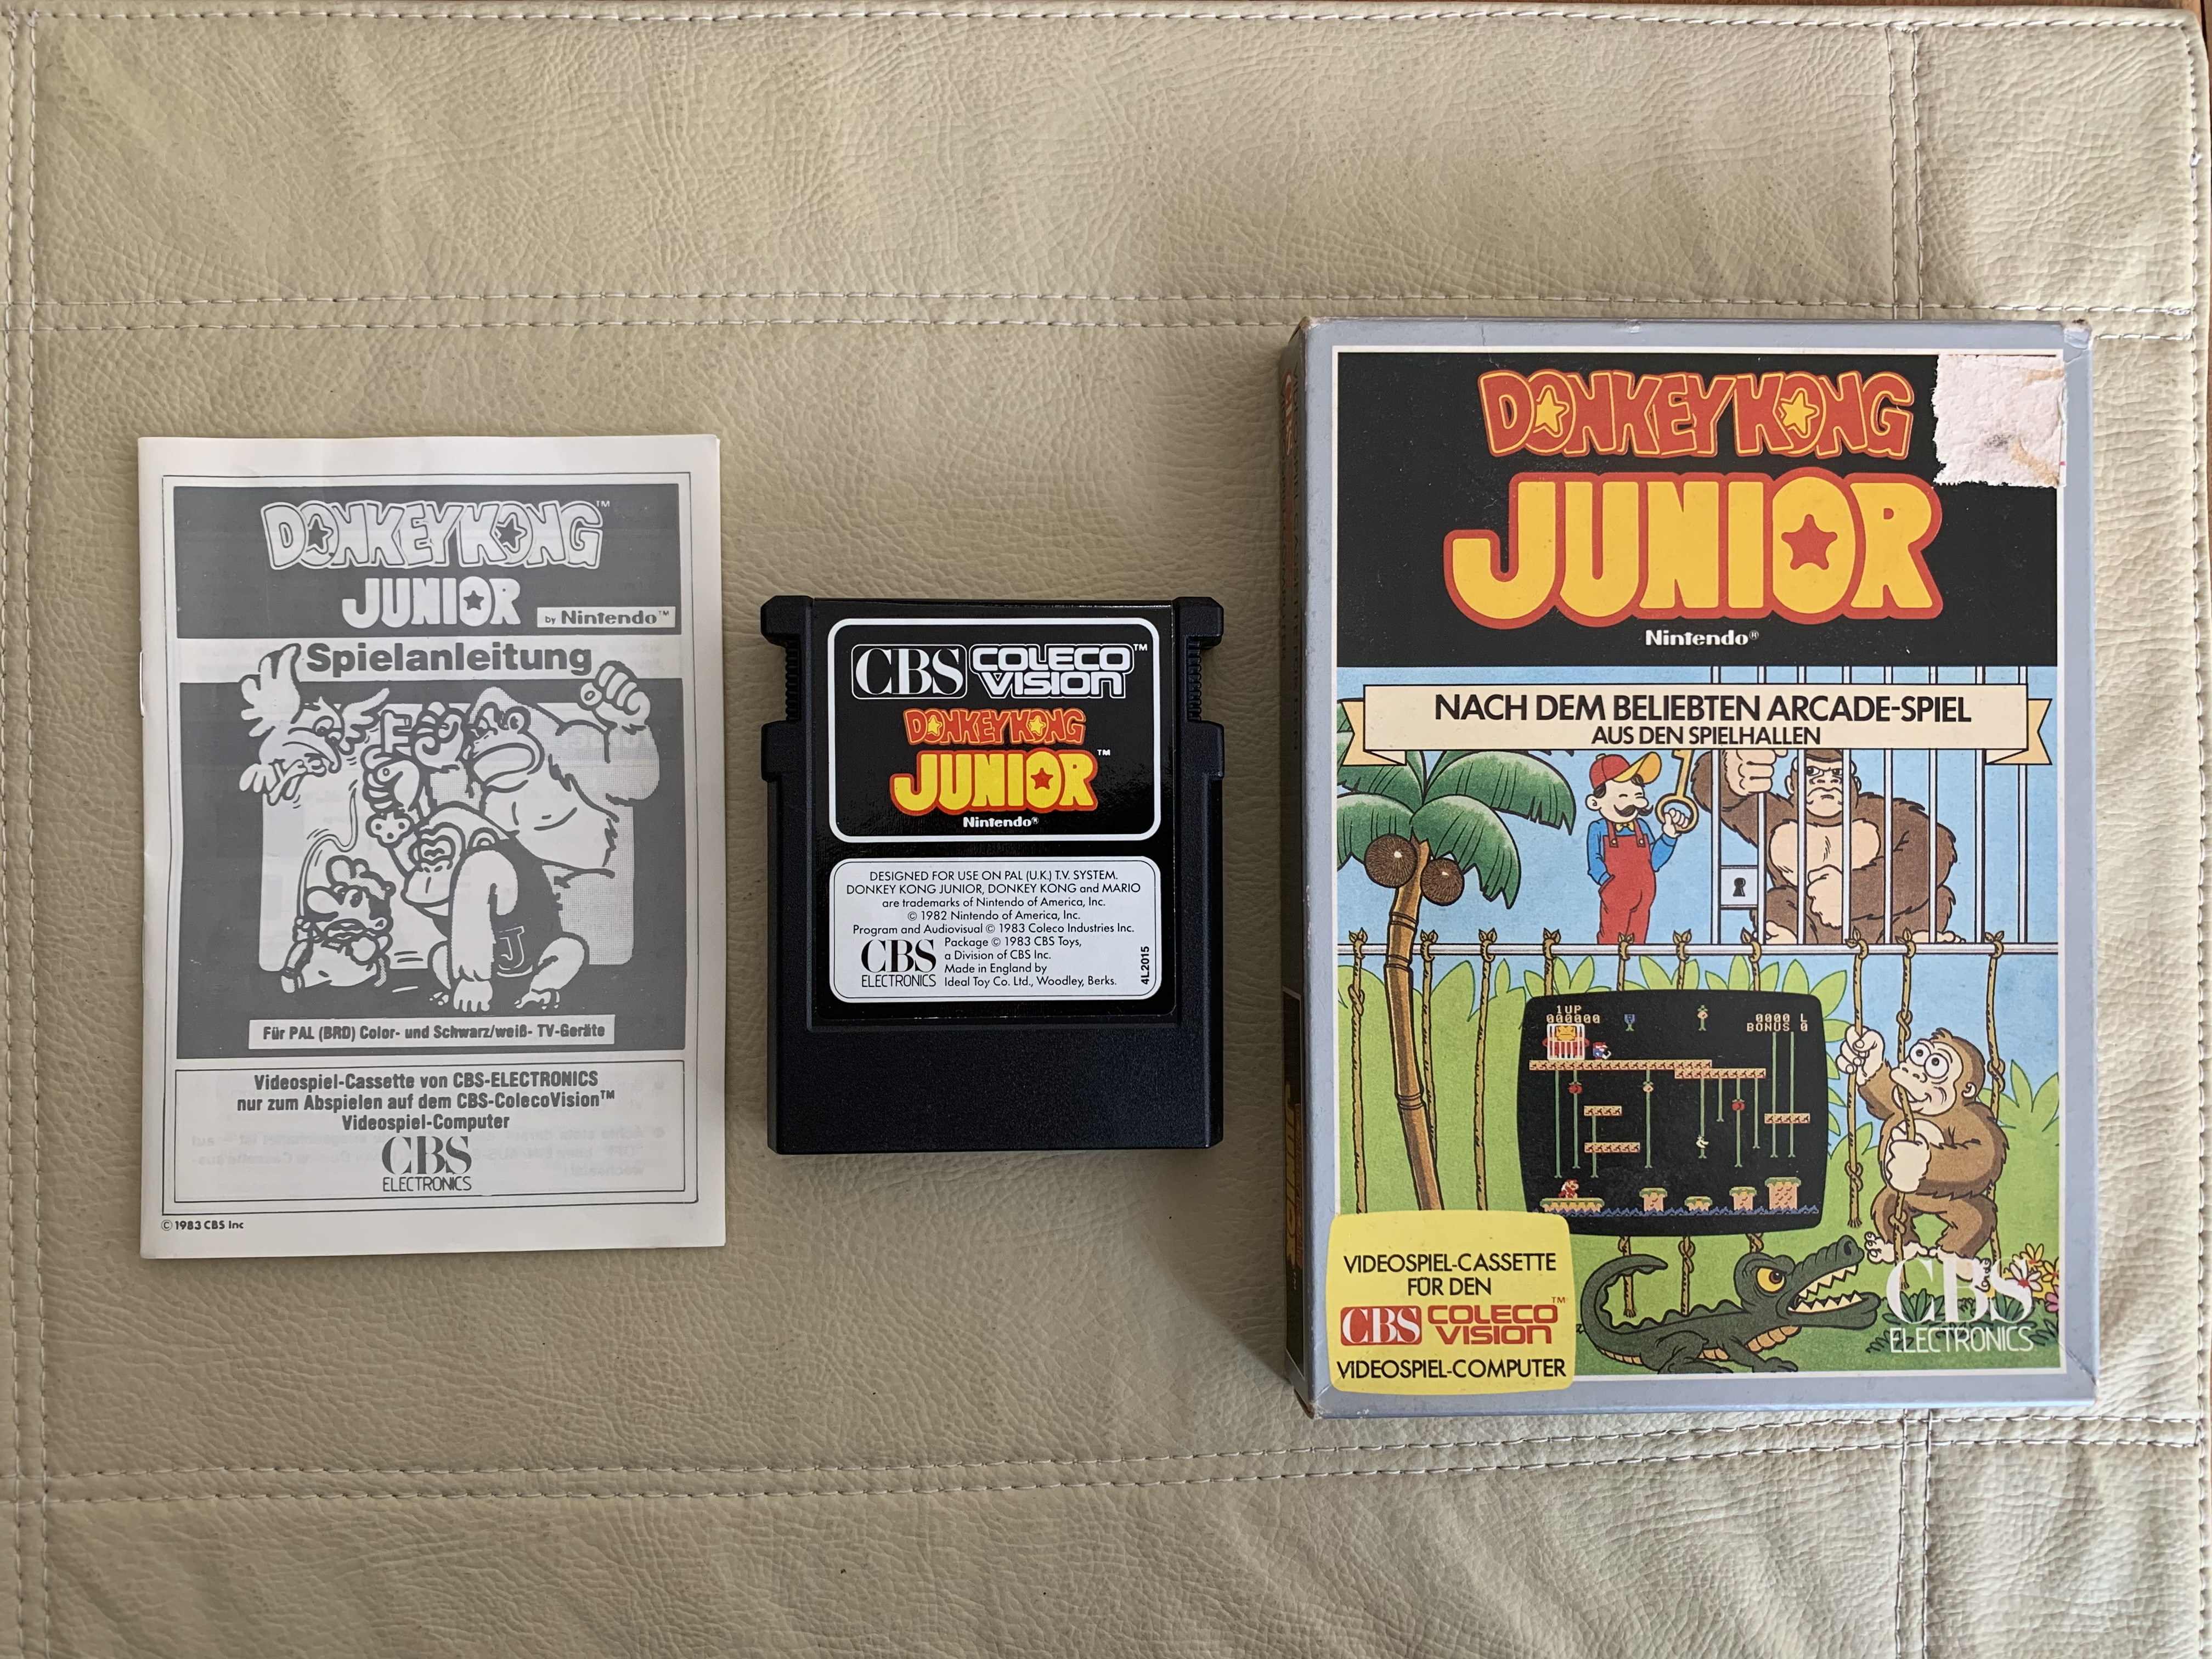 DONKEY KONG™
JUNIOR
by Nintendo™
Spielanleitung
J
Für PAL (BRD) Color- und Schwarz/weiß- TV-Geräte
Videospiel-Cassette von CBS-ELECTRONICS
nur zum Abspielen auf dem CBS-ColecoVision™
Videospiel-Computer
CBS
ELECTRONICS
© 1983 CBS Inc
CBS COLECO VISION™
DONKEY KONG
JUNIOR™
Nintendo®
DESIGNED FOR USE ON PAL (U.K.) T.V. SYSTEM.
DONKEY KONG JUNIOR, DONKEY KONG and MARIO
are trademarks of Nintendo of America, Inc.
© 1982 Nintendo of America, Inc.
Program and Audiovisual © 1983 Coleco Industries Inc.
Package © 1983 CBS Toys,
a Division of CBS Inc.
Made in England by
Ideal Toy Co. Ltd., Woodley, Berks.
CBS
ELECTRONICS
4L2015
DONKEY KONG
JUNIOR
Nintendo®
NACH DEM BELIEBTEN ARCADE-SPIEL
AUS DEN SPIELHALLEN
1UP
000000
0000 L
BONUS 0
VIDEOSPIEL-CASSETTE
FÜR DEN
CBS COLECO VISION™
VIDEOSPIEL-COMPUTER
CBS
ELECTRONICS